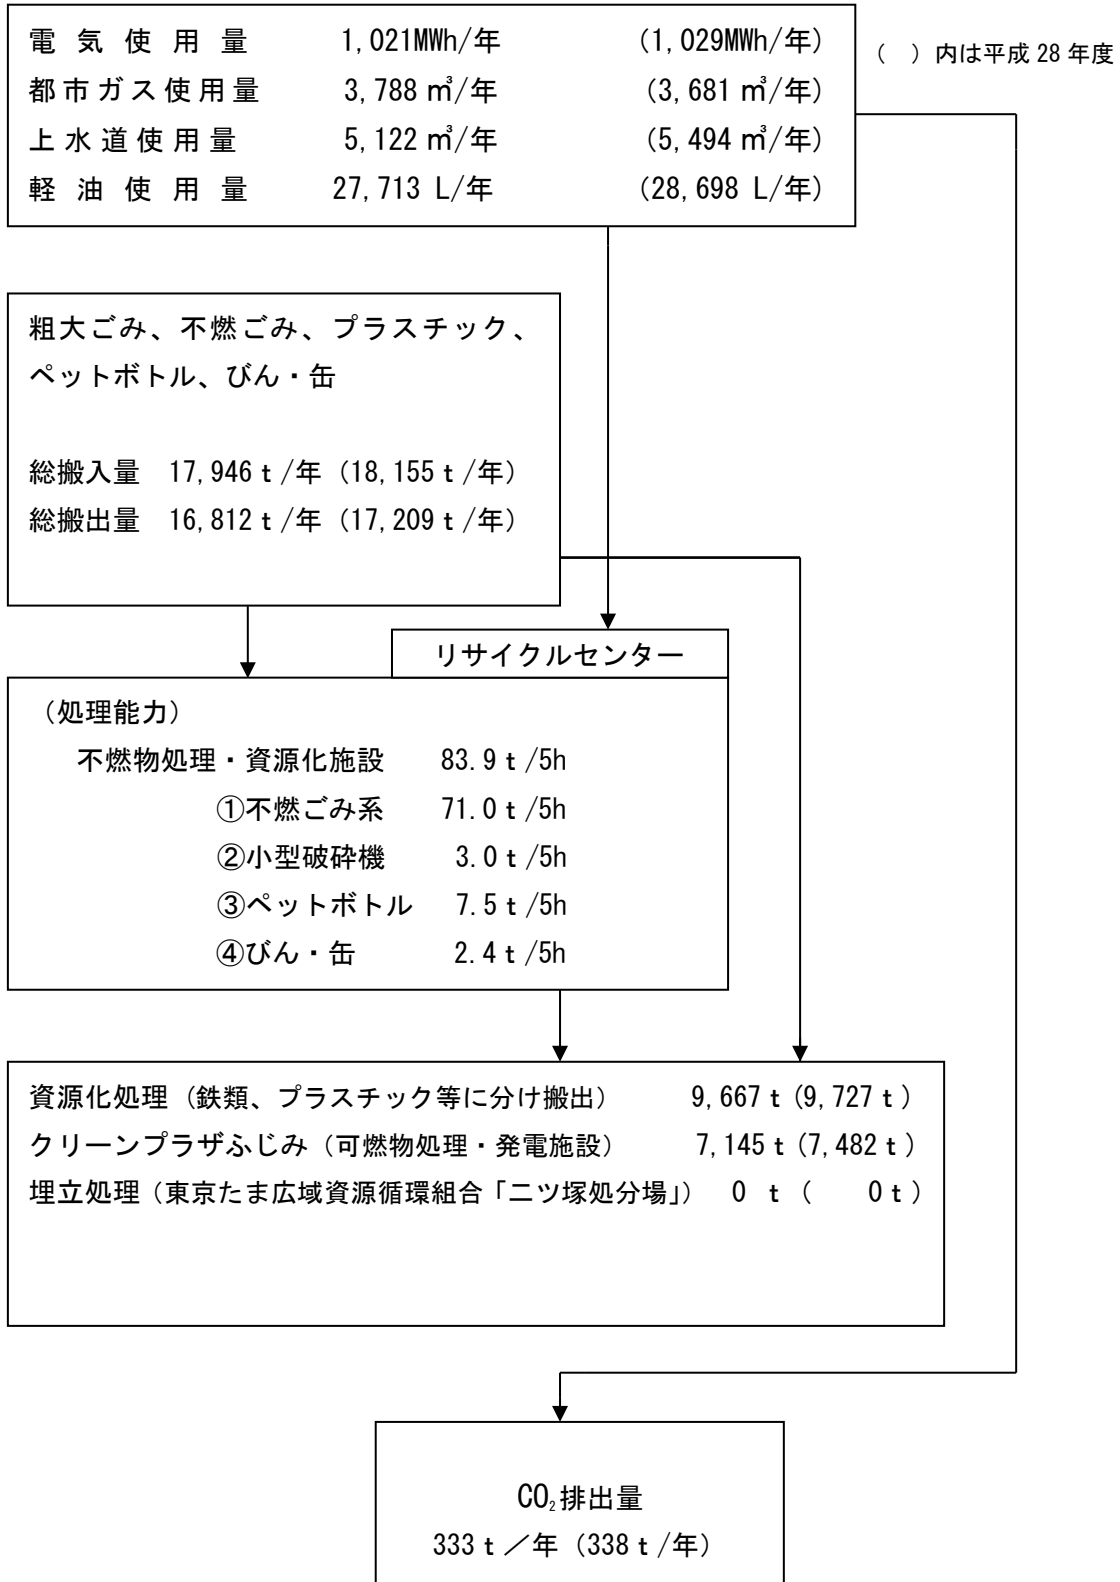 電気使用量 1,021MWh/年 (1,029MWh/年)
( )内は平成28年度
都市ガス使用量 3,788㎥/年 (3,681㎥/年)
上水道使用量 5,122㎥/年 (5,494㎥/年)
軽油使用量 27,713 L/年 (28,698 L/年)
粗大ごみ、不燃ごみ、プラスチック、
ペットボトル、びん・缶
総搬入量 17,946t/年(18,155t/年)
総搬出量 16,812t/年(17,209t/年)
リサイクルセンター
(処理能力)
不燃物処理・資源化施設 83.9t/5h
①不燃ごみ系 71.0t/5h
②小型破砕機 3.0t/5h
③ペットボトル 7.5t/5h
④びん・缶 2.4t/5h
資源化処理(鉄類、プラスチック等に分け搬出) 9,667t(9,727t)
クリーンプラザふじみ(可燃物処理・発電施設) 7,145t(7,482t)
埋立処理(東京たま広域資源循環組合「二ツ塚処分場」) 0 t( 0t)
CO₂排出量
333t/年(338t/年)